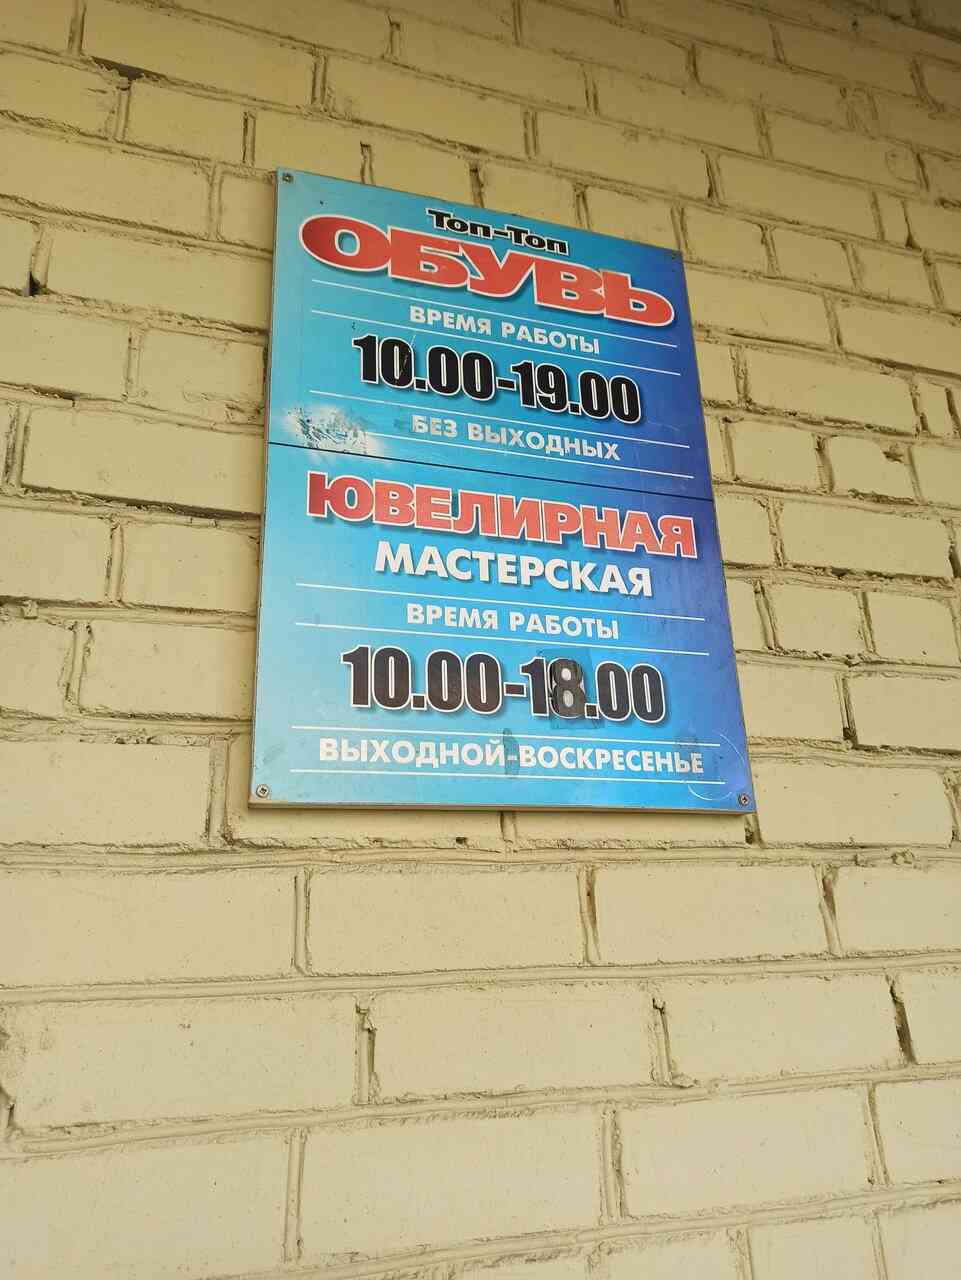 Топ-Топ
ОБУВЬ
ВРЕМЯ РАБОТЫ
10.00-19.00
БЕЗ ВЫХОДНЫХ
ЮВЕЛИРНАЯ
МАСТЕРСКАЯ
ВРЕМЯ РАБОТЫ
10.00-18.00
ВЫХОДНОЙ-ВОСКРЕСЕНЬЕ